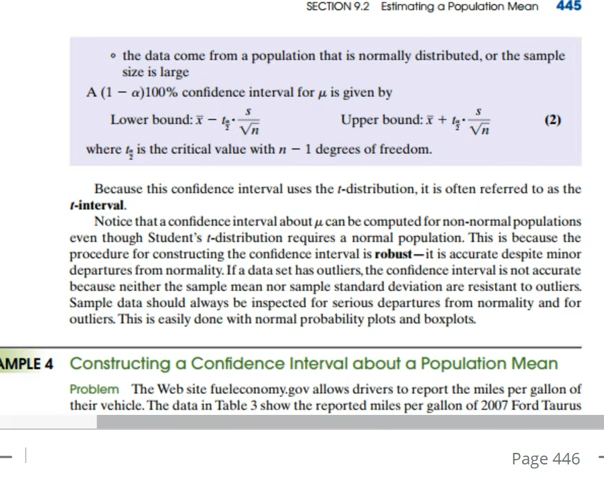 SECTION 9.2 Estimating a Population Mean 445
∘ the data come from a population that is normally distributed, or the sample
size is large
A (1 − α)100% confidence interval for μ is given by
Lower bound: x̄ − t_{α/2} · s/√n Upper bound: x̄ + t_{α/2} · s/√n (2)
where t_{α/2} is the critical value with n − 1 degrees of freedom.
Because this confidence interval uses the t-distribution, it is often referred to as the
t-interval.
Notice that a confidence interval about μ can be computed for non-normal populations
even though Student's t-distribution requires a normal population. This is because the
procedure for constructing the confidence interval is robust—it is accurate despite minor
departures from normality. If a data set has outliers, the confidence interval is not accurate
because neither the sample mean nor sample standard deviation are resistant to outliers.
Sample data should always be inspected for serious departures from normality and for
outliers. This is easily done with normal probability plots and boxplots.
AMPLE 4 Constructing a Confidence Interval about a Population Mean
Problem The Web site fueleconomy.gov allows drivers to report the miles per gallon of
their vehicle. The data in Table 3 show the reported miles per gallon of 2007 Ford Taurus
Page 446